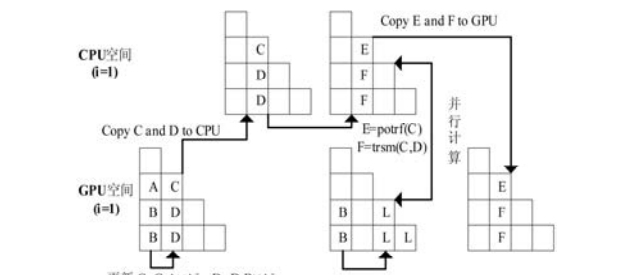 Copy E and F to GPU
CPU空间
(i=1)
C
D
D
E
F
F
Copy C and D to CPU
E=potrf(C)
F=trsm(C,D)
并行计算
GPU空间
(i=1)
A C
B D
B D
B L
B L L
E
F
F